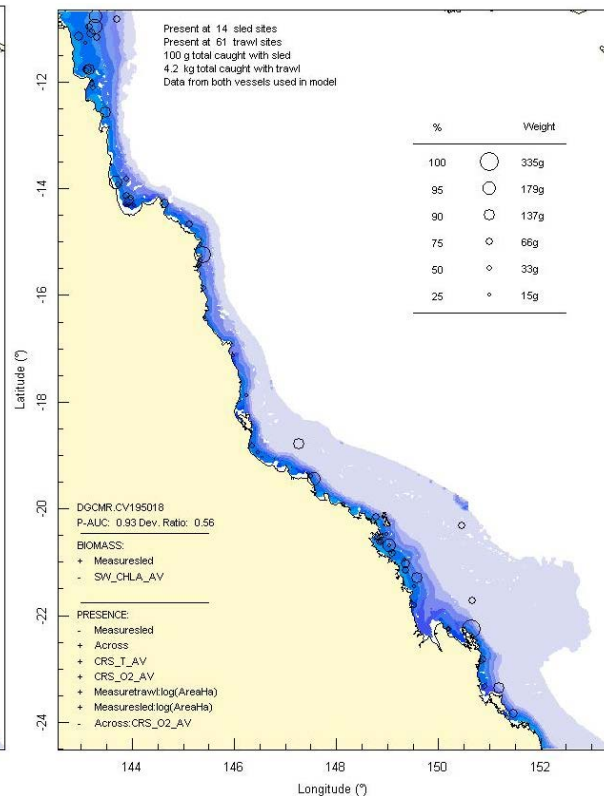 Present at 14 sled sites
Present at 61 trawl sites
100 g total caught with sled
4.2 kg total caught with trawl
Data from both vessels used in model
% Weight
100 335g
95 179g
90 137g
75 66g
50 33g
25 15g
-12
-14
-16
-18
-20
-22
-24
Latitude (°)
DGCMR.CV195018
P-AUC: 0.93 Dev. Ratio: 0.56
BIOMASS:
+ Measuresled
- SW_CHLA_AV
PRESENCE:
- Measuresled
+ Across
+ CRS_T_AV
+ CRS_O2_AV
+ Measuretrawl:log(AreaHa)
+ Measuresled:log(AreaHa)
- Across:CRS_O2_AV
144 146 148 150 152
Longitude (°)